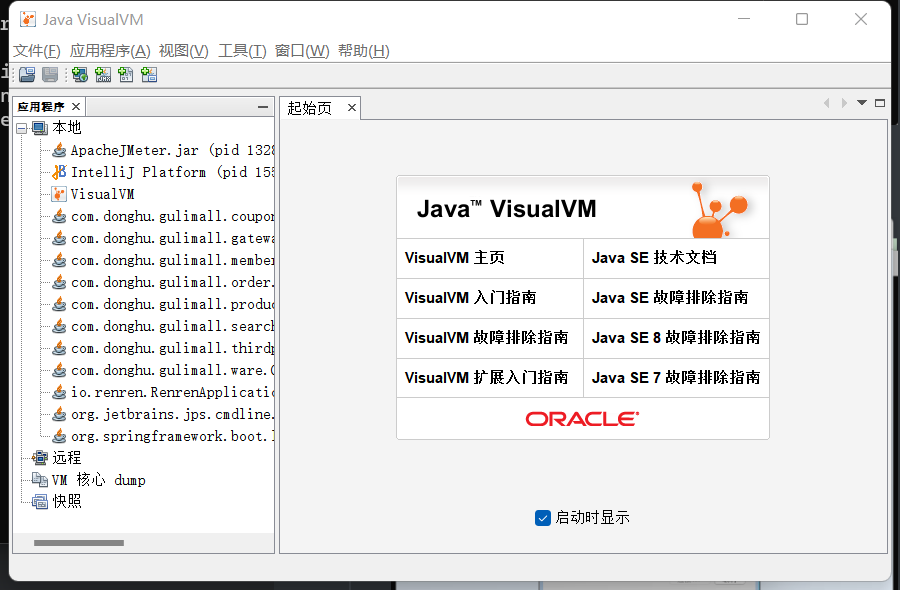 Java VisualVM
文件(F) 应用程序(A) 视图(V) 工具(T) 窗口(W) 帮助(H)
应用程序
起始页
本地
ApacheJMeter.jar (pid 1328
IntelliJ Platform (pid 155
VisualVM
com.donghu.gulimall.coupon
com.donghu.gulimall.gatewa
com.donghu.gulimall.member
com.donghu.gulimall.order.
com.donghu.gulimall.produc
com.donghu.gulimall.search
com.donghu.gulimall.thirdp
com.donghu.gulimall.ware.
io.renren.RenrenApplicatio
org.jetbrains.jps.cmdline.
org.springframework.boot.
远程
VM 核心 dump
快照
Java™ VisualVM
VisualVM 主页
Java SE 技术文档
VisualVM 入门指南
Java SE 故障排除指南
VisualVM 故障排除指南
Java SE 8 故障排除指南
VisualVM 扩展入门指南
Java SE 7 故障排除指南
ORACLE®
启动时显示